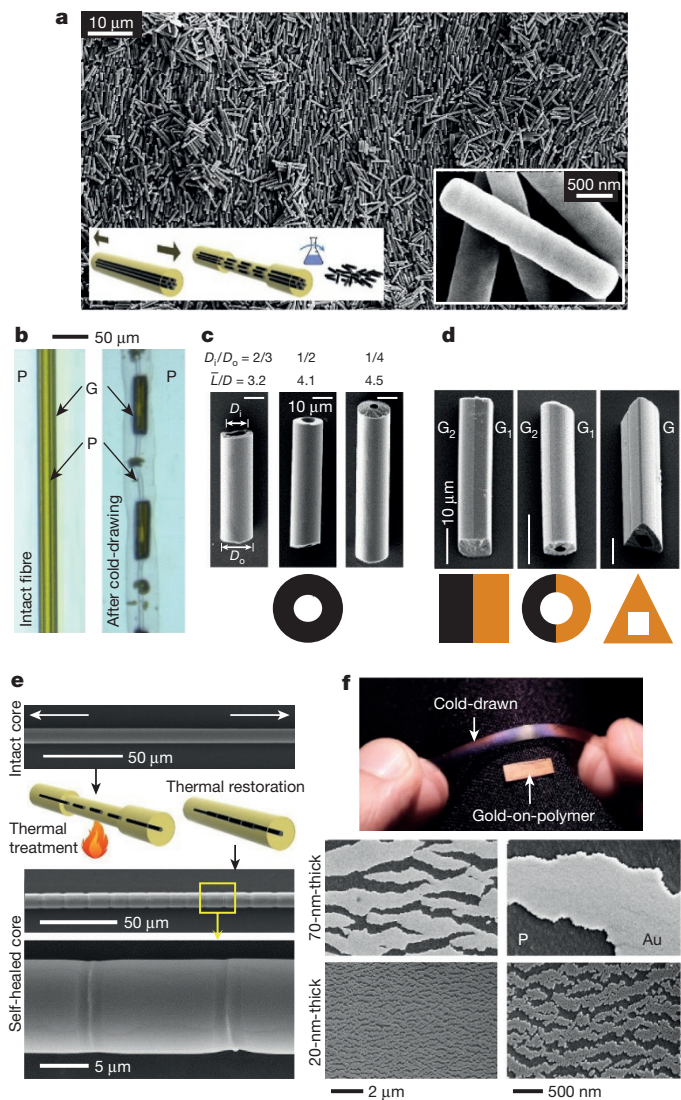 a
10 μm
500 nm
b
50 μm
P
G
P
P
Intact fibre
After cold-drawing
c
Di/Do = 2/3
1/2
1/4
L̅/D = 3.2
4.1
4.5
10 μm
Di
Do
d
G2
G1
G2
G1
G
10 μm
e
Intact core
50 μm
Thermal restoration
Thermal
treatment
50 μm
Self-healed core
5 μm
f
Cold-drawn
Gold-on-polymer
70-nm-thick
P
Au
20-nm-thick
2 μm
500 nm